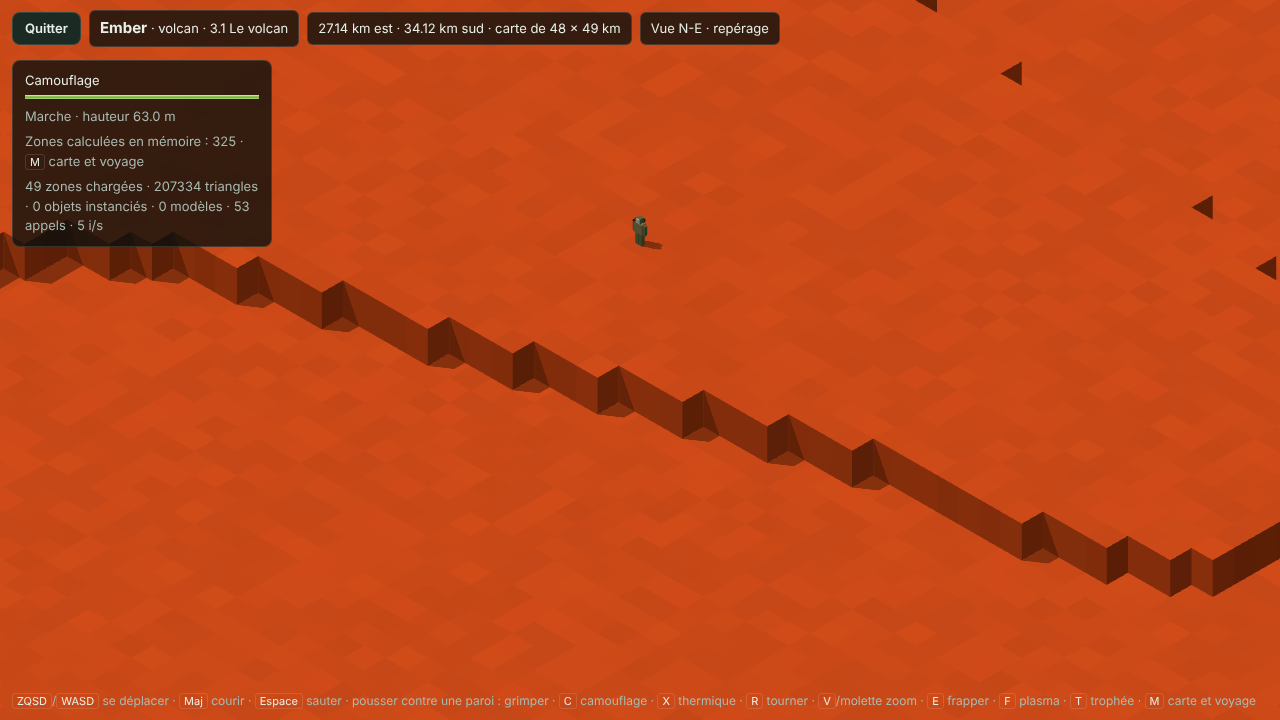 Quitter
Ember · volcan · 3.1 Le volcan
27.14 km est · 34.12 km sud · carte de 48 × 49 km
Vue N-E · repérage
Camouflage
Marche · hauteur 63.0 m
Zones calculées en mémoire : 325 ·
M carte et voyage
49 zones chargées · 207334 triangles
· 0 objets instanciés · 0 modèles · 53
appels · 5 i/s
ZQSD/WASD se déplacer · Maj courir · Espace sauter · pousser contre une paroi : grimper · C camouflage · X thermique · R tourner · V/molette zoom · E frapper · F plasma · T trophée · M carte et voyage